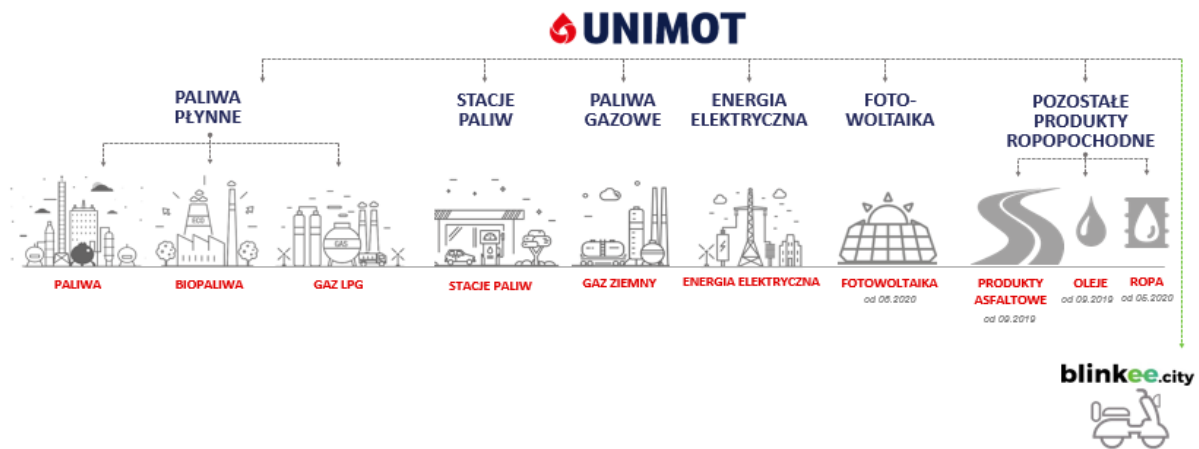 UNIMOT
PALIWA
PŁYNNE
STACJE
PALIW
PALIWA
GAZOWE
ENERGIA
ELEKTRYCZNA
FOTO-
WOLTAIKA
POZOSTAŁE
PRODUKTY
ROPOPOCHODNE
ECO
GAS
PALIWA
BIOPALIWA
GAZ LPG
STACJE PALIW
GAZ ZIEMNY
ENERGIA ELEKTRYCZNA
FOTOWOLTAIKA
od 06.2020
PRODUKTY
ASFALTOWE
od 09.2019
OLEJE
od 09.2019
ROPA
od 05.2020
blinkee.city